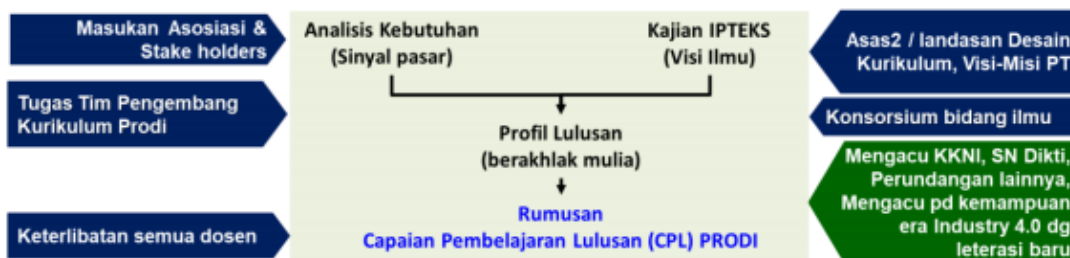 Masukan Asosiasi &
Stake holders
Tugas Tim Pengembang
Kurikulum Prodi
Keterlibatan semua dosen
Analisis Kebutuhan
(Sinyal pasar)
Kajian IPTEKS
(Visi Ilmu)
Profil Lulusan
(berakhlak mulia)
Rumusan
Capaian Pembelajaran Lulusan (CPL) PRODI
Asas2 / landasan Desain
Kurikulum, Visi-Misi PT
Konsorsium bidang ilmu
Mengacu KKNI, SN Dikti,
Perundangan lainnya,
Mengacu pd kemampuan
era Industry 4.0 dg
leterasi baru